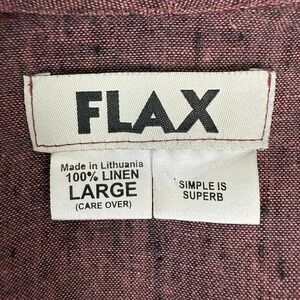 FLAX
Made in Lithuania
100% LINEN
LARGE
(CARE OVER)
SIMPLE IS
SUPERB